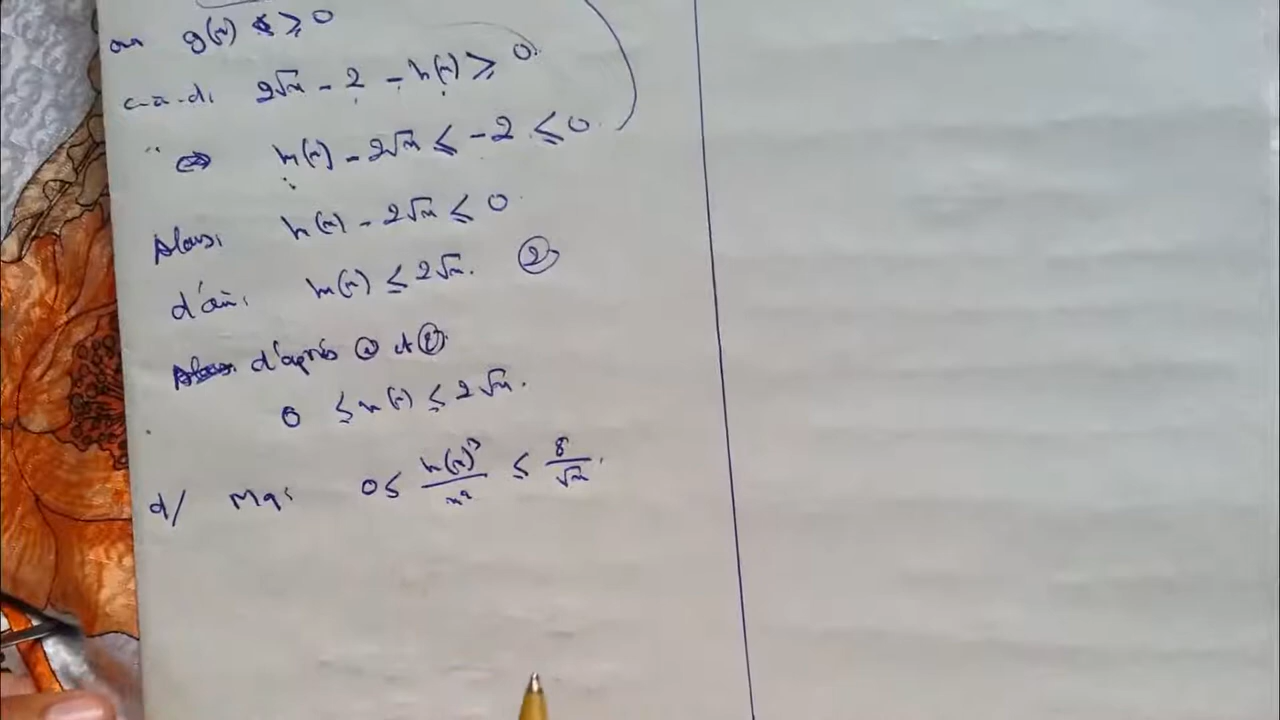 on g(x) ≥ 0
c-à-d: 2√x - 2 - h(x) ≥ 0.
⇔ h(x) - 2√x ≤ -2 ≤ 0.
Alors: h(x) - 2√x ≤ 0.
d'où: h(x) ≤ 2√x. ②
d'après ① et ②:
0 ≤ h(x) ≤ 2√x.
d/ Mq: 0 ≤ h(x)³/x² ≤ 8/√x.